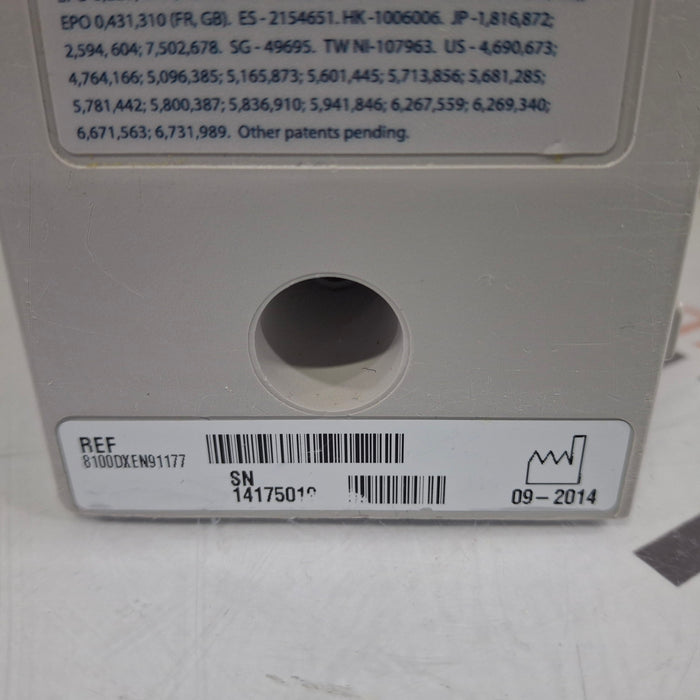 EPO 0,431,310 (FR, GB). ES - 2154651. HK - 1006006. JP -1,816,872;
2,594, 604; 7,502,678. SG - 49695. TW NI-107963. US - 4,690,673;
4,764,166; 5,096,385; 5,165,873; 5,601,445; 5,713,856; 5,681,285;
5,781,442; 5,800,387; 5,836,910; 5,941,846; 6,267,559; 6,269,340;
6,671,563; 6,731,989. Other patents pending.
REF
8100DXEN91177
SN
09-2014